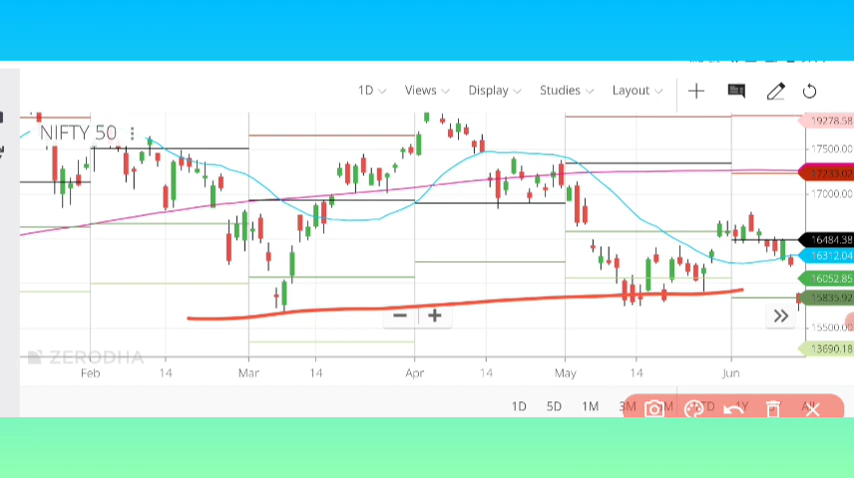 1D Views Display Studies Layout
NIFTY 50
19278.58
17500.00
17233.02
17000.00
16484.38
16312.04
16052.85
15835.92
15500.00
13690.18
ZERODHA
Feb 14 Mar 14 Apr 14 May 14 Jun
1D 5D 1M 3M